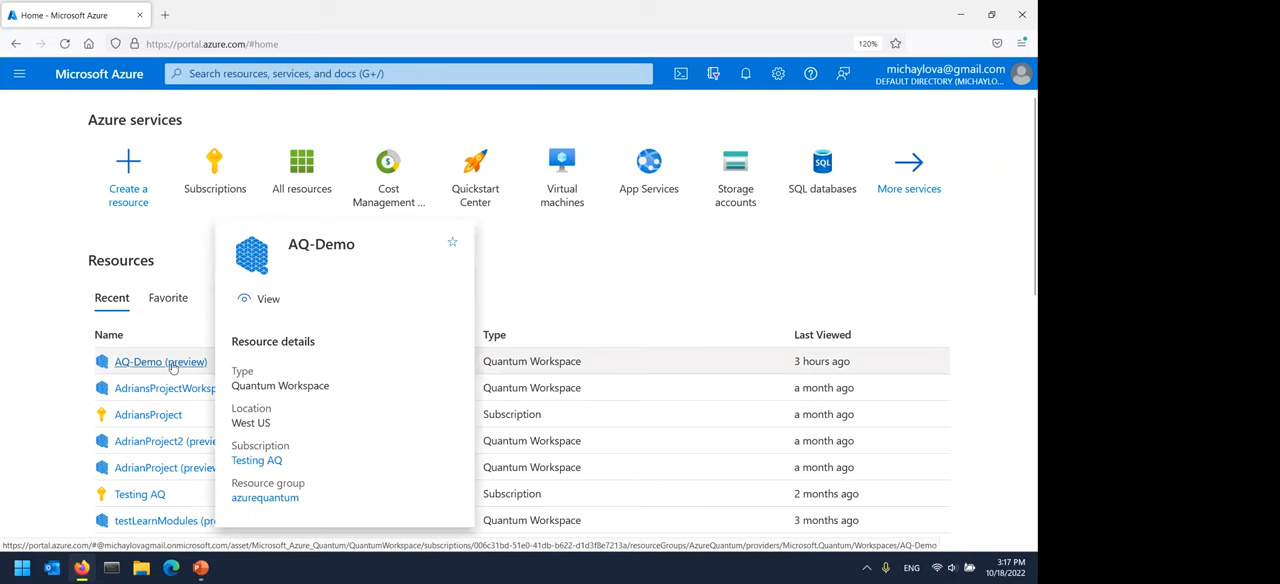 Home - Microsoft Azure
https://portal.azure.com/#home
120%
Microsoft Azure
Search resources, services, and docs (G+/)
michaylova@gmail.com
DEFAULT DIRECTORY (MICHAYLO...
Azure services
Create a resource
Subscriptions
All resources
Cost Management ...
Quickstart Center
Virtual machines
App Services
Storage accounts
SQL databases
More services
AQ-Demo
Resources
View
Recent
Favorite
Resource details
Name
Type
Last Viewed
AQ-Demo (preview)
Quantum Workspace
3 hours ago
Type
Quantum Workspace
AdriansProjectWorksp
Quantum Workspace
a month ago
Location
West US
AdriansProject
Subscription
a month ago
Subscription
Testing AQ
AdrianProject2 (previe
Quantum Workspace
a month ago
AdrianProject (preview
Quantum Workspace
a month ago
Resource group
azurequantum
Testing AQ
Subscription
2 months ago
testLearnModules (pr
Quantum Workspace
3 months ago
https://portal.azure.com/#@michaylovagmail.onmicrosoft.com/asset/Microsoft_Azure_Quantum/QuantumWorkspace/subscriptions/006c31bd-51e0-41db-b622-d1d3f8e7213a/resourceGroups/AzureQuantum/providers/Microsoft.Quantum/Workspaces/AQ-Demo
ENG
3:17 PM
10/18/2022